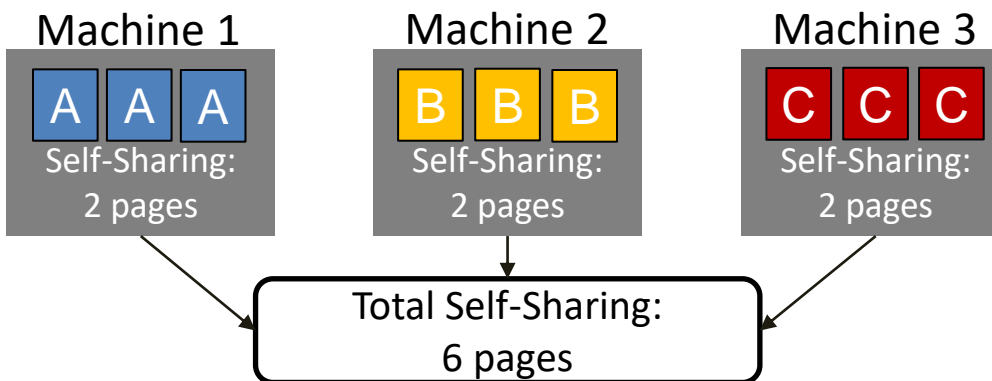 Machine 1
Machine 2
Machine 3
A A A
Self-Sharing:
2 pages
B B B
Self-Sharing:
2 pages
C C C
Self-Sharing:
2 pages
Total Self-Sharing:
6 pages